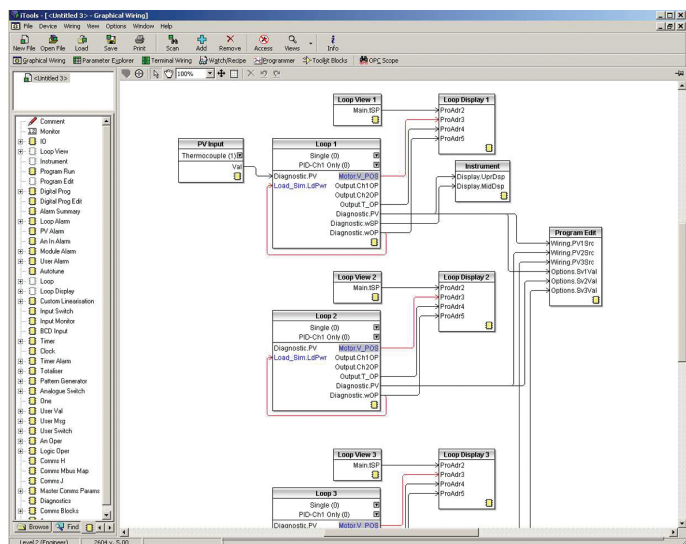 iTools - [<Untitled 3> - Graphical Wiring]
File Device Wiring View Options Window Help
New File Open File Load Save Print Scan Add Remove Access Views Info
Graphical Wiring Parameter Explorer Terminal Wiring Watch/Recipe Programmer Toolkit Blocks OPC Scope
<Untitled 3>
100%
Comment
Monitor
IO
Loop View
Instrument
Program Run
Program Edit
Digital Prog
Digital Prog Edit
Alarm Summary
Loop Alarm
PV Alarm
An In Alarm
Module Alarm
User Alarm
Autotune
Loop
Loop Display
Custom Linearisation
Input Switch
Input Monitor
BCD Input
Timer
Clock
Timer Alarm
Totaliser
Pattern Generator
Analogue Switch
One
User Val
User Msg
User Switch
An Oper
Logic Oper
Comms H
Comms Mbus Map
Comms J
Master Comms Params
Diagnostics
Comms Blocks
Browse Find
Level 2 (Engineer) 2604 v. 5.00
PV Input
Thermocouple (1)
Val
Loop View 1
Main.tSP
Loop Display 1
ProAdr2
ProAdr3
ProAdr4
ProAdr5
Loop 1
Single (0)
PID-Ch1 Only (0)
Diagnostic.PV Motor.V_POS
Load_Sim.LdPwr Output.Ch1OP
Output.Ch2OP
Output.T_OP
Diagnostic.PV
Diagnostic.wSP
Diagnostic.wOP
Instrument
Display.UprDsp
Display.MidDsp
Program Edit
Wiring.PV1Src
Wiring.PV2Src
Wiring.PV3Src
Options.Sv1Val
Options.Sv2Val
Options.Sv3Val
Loop View 2
Main.tSP
Loop Display 2
ProAdr2
ProAdr3
ProAdr4
ProAdr5
Loop 2
Single (0)
PID-Ch1 Only (0)
Diagnostic.PV Motor.V_POS
Load_Sim.LdPwr Output.Ch1OP
Output.Ch2OP
Output.T_OP
Diagnostic.PV
Diagnostic.wOP
Loop View 3
Main.tSP
Loop Display 3
ProAdr2
ProAdr3
ProAdr4
ProAdr5
Loop 3
Single (0)
PID-Ch1 Only (0)
Diagnostic.PV Motor.V_POS